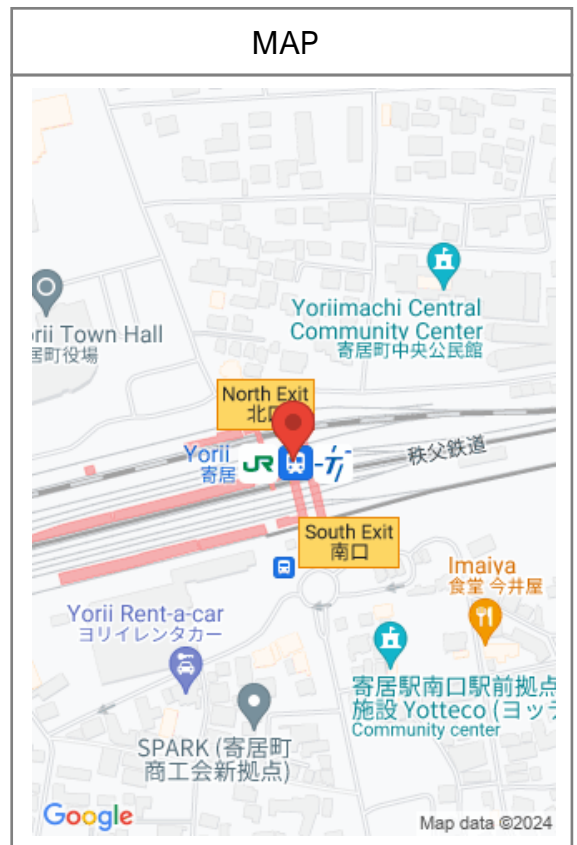 MAP
Yoriimachi Central
Community Center
寄居町中央公民館
rii Town Hall
居町役場
North Exit
北口
Yorii
寄居
JR
秩父鉄道
South Exit
南口
Imaiya
食堂 今井屋
Yorii Rent-a-car
ヨリイレンタカー
寄居駅南口駅前拠点
施設 Yotteco (ヨッテ
Community center
SPARK (寄居町
商工会新拠点)
Google
Map data ©2024